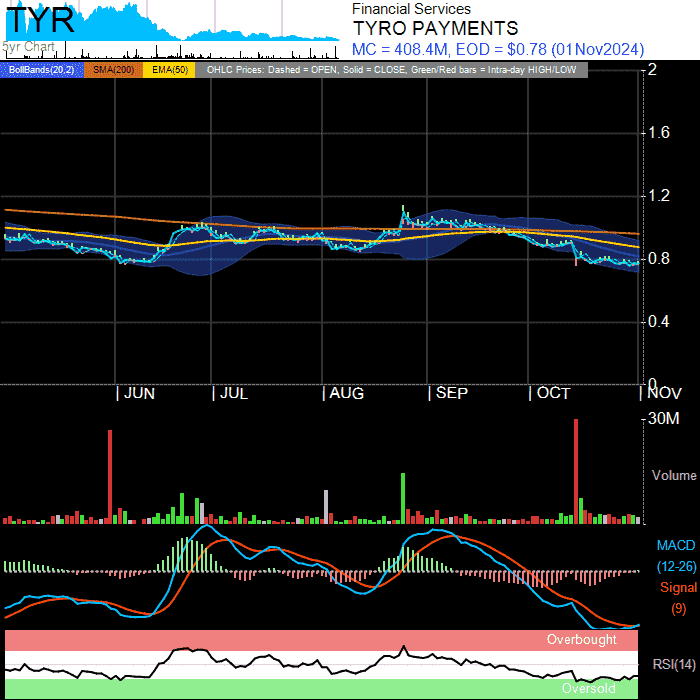 TYR
Financial Services
TYRO PAYMENTS
5yr Chart
MC = 408.4M, EOD = $0.78 (01Nov2024)
BollBands(20,2) SMA(200) EMA(50) OHLC Prices: Dashed = OPEN, Solid = CLOSE, Green/Red bars = Intra-day HIGH/LOW
2
1.6
1.2
0.8
0.4
0
JUN JUL AUG SEP OCT NOV
30M
Volume
MACD
(12-26)
Signal
(9)
Overbought
RSI(14)
Oversold